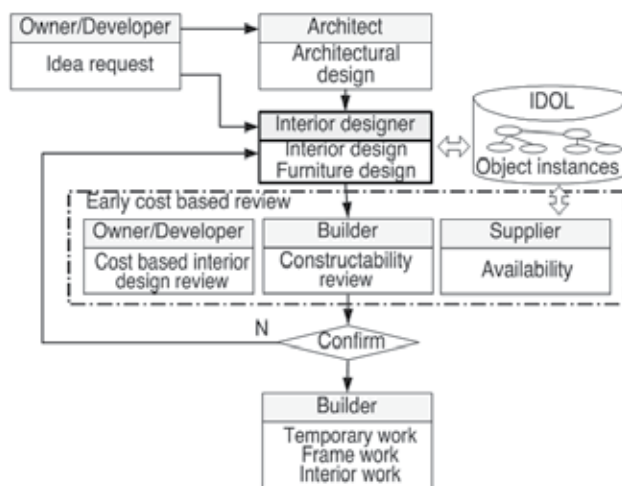 Owner/Developer
Idea request
Architect
Architectural
design
Interior designer
Interior design
Furniture design
IDOL
Object instances
Early cost based review
Owner/Developer
Cost based interior
design review
Builder
Constructability
review
Supplier
Availability
N
Confirm
Builder
Temporary work
Frame work
Interior work